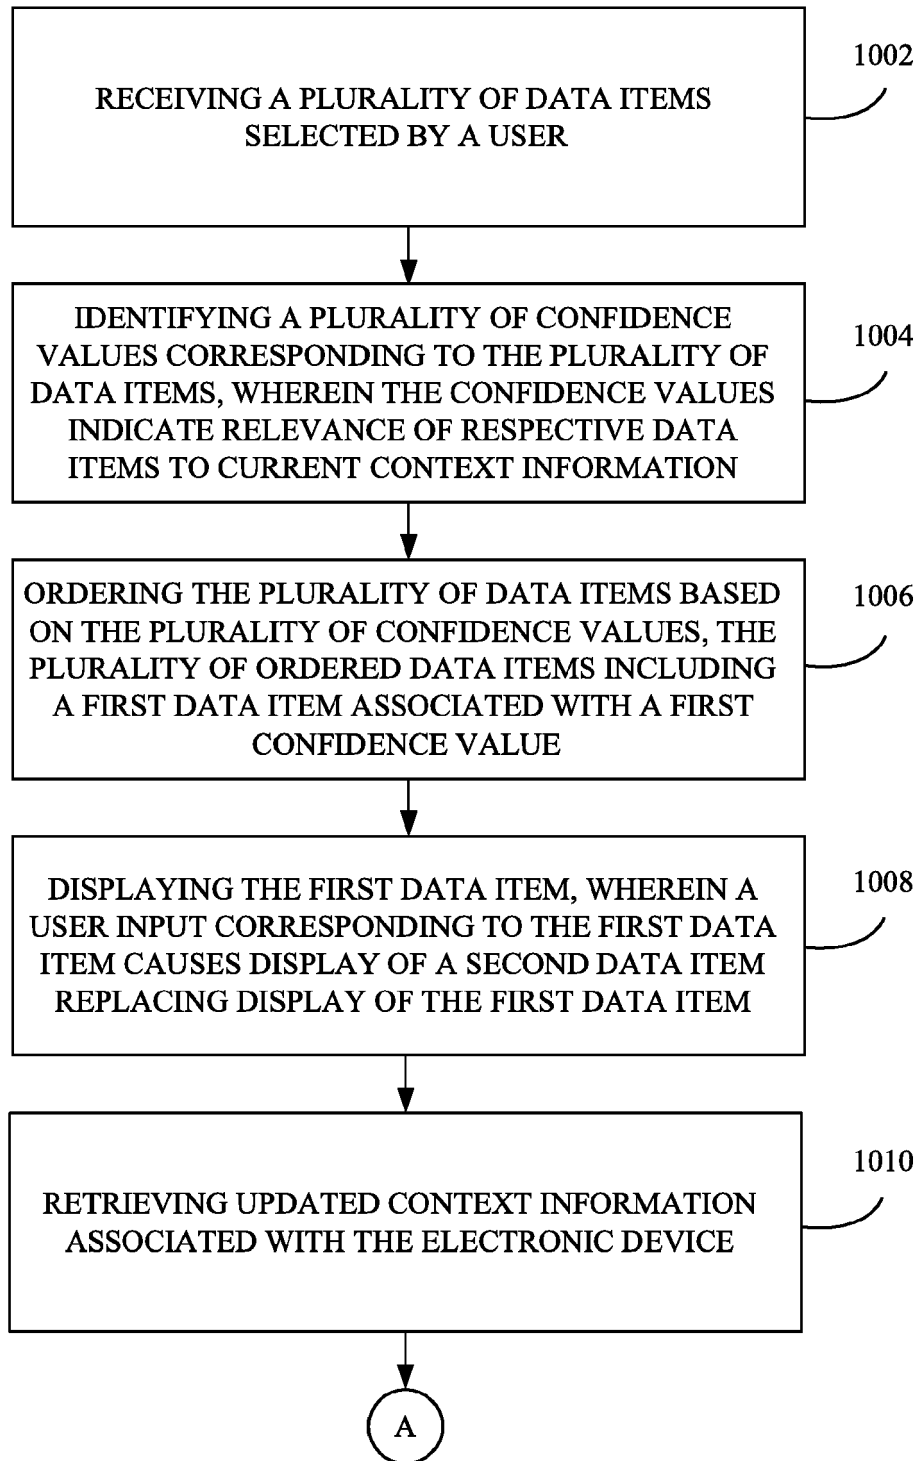 1002
RECEIVING A PLURALITY OF DATA ITEMS
SELECTED BY A USER
1004
IDENTIFYING A PLURALITY OF CONFIDENCE
VALUES CORRESPONDING TO THE PLURALITY OF
DATA ITEMS, WHEREIN THE CONFIDENCE VALUES
INDICATE RELEVANCE OF RESPECTIVE DATA
ITEMS TO CURRENT CONTEXT INFORMATION
1006
ORDERING THE PLURALITY OF DATA ITEMS BASED
ON THE PLURALITY OF CONFIDENCE VALUES, THE
PLURALITY OF ORDERED DATA ITEMS INCLUDING
A FIRST DATA ITEM ASSOCIATED WITH A FIRST
CONFIDENCE VALUE
1008
DISPLAYING THE FIRST DATA ITEM, WHEREIN A
USER INPUT CORRESPONDING TO THE FIRST DATA
ITEM CAUSES DISPLAY OF A SECOND DATA ITEM
REPLACING DISPLAY OF THE FIRST DATA ITEM
1010
RETRIEVING UPDATED CONTEXT INFORMATION
ASSOCIATED WITH THE ELECTRONIC DEVICE
A